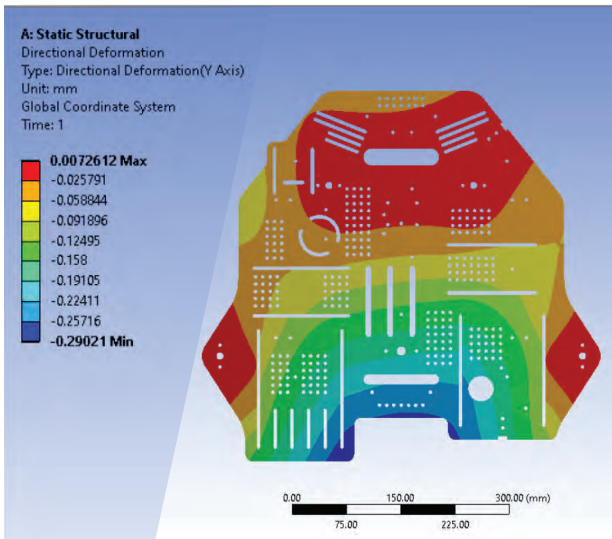 A: Static Structural
Directional Deformation
Type: Directional Deformation(Y Axis)
Unit: mm
Global Coordinate System
Time: 1
0.0072612 Max
-0.025791
-0.058844
-0.091896
-0.12495
-0.158
-0.19105
-0.22411
-0.25716
-0.29021 Min
0.00 150.00 300.00 (mm)
75.00 225.00